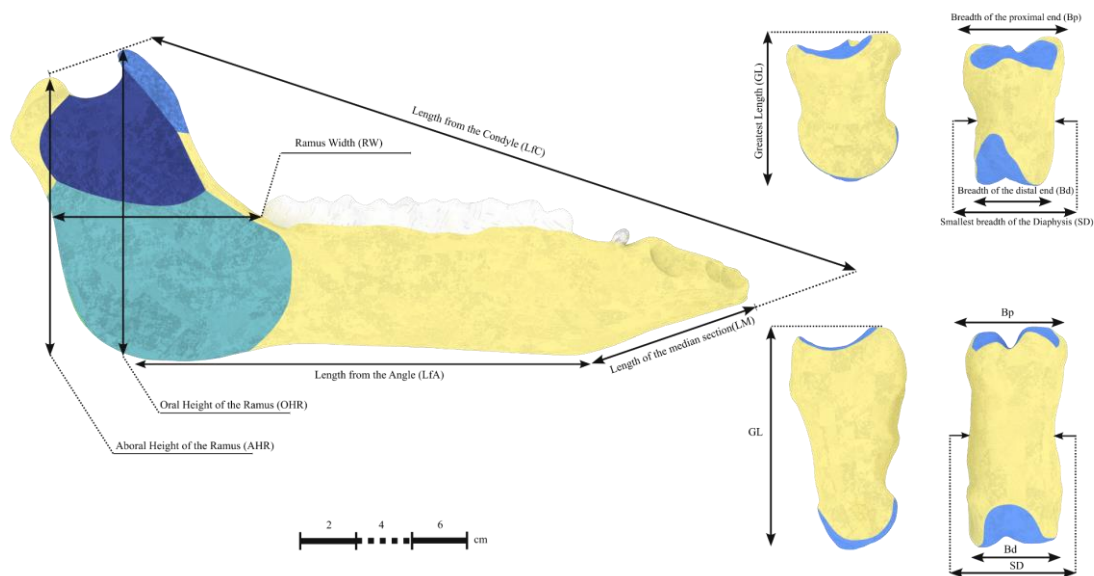 Length from the Condyle (LfC)
Ramus Width (RW)
Length of the median section(LM)
Length from the Angle (LfA)
Oral Height of the Ramus (OHR)
Aboral Height of the Ramus (AHR)
2 4 6
cm
Greatest Length (GL)
Breadth of the proximal end (Bp)
Breadth of the distal end (Bd)
Smallest breadth of the Diaphysis (SD)
GL
Bp
Bd
SD